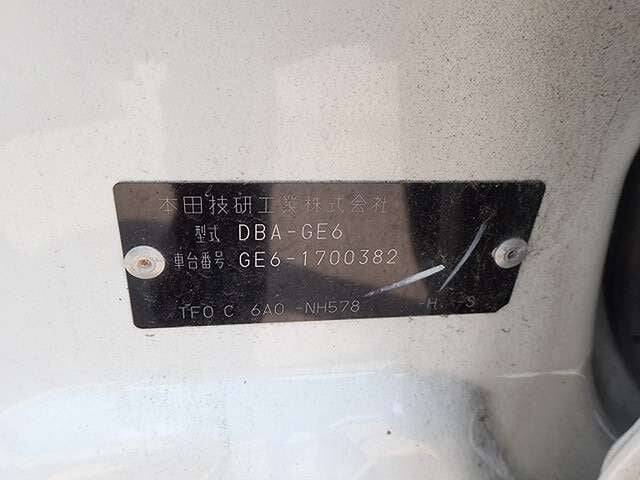 本田技研工業株式会社
型式 DBA-GE6
車台番号 GE6-1700382
TF0 C 6A0 -NH578 -H -S